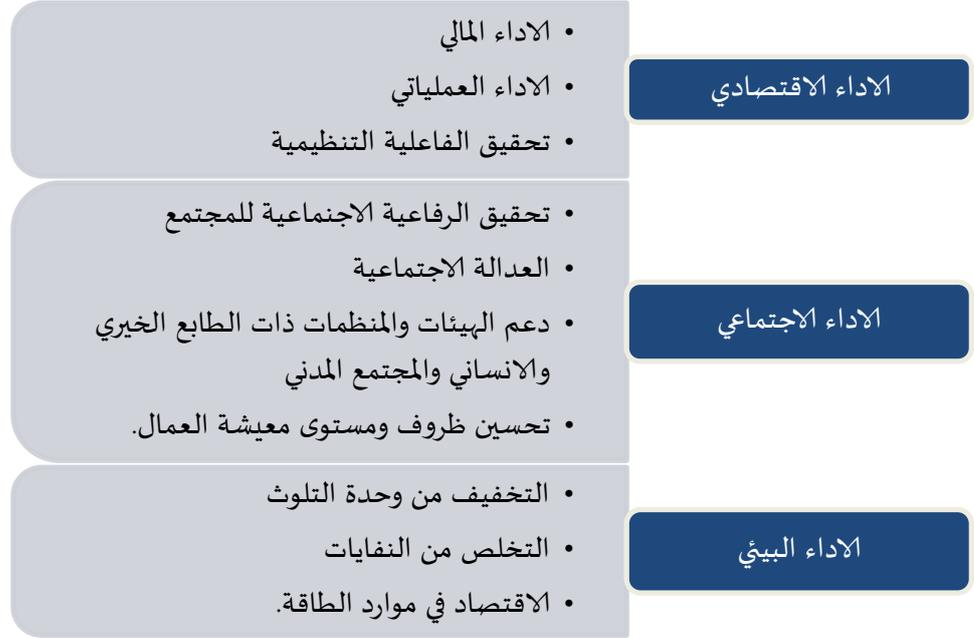 الاداء الاقتصادي
• الاداء المالي
• الاداء العملياتي
• تحقيق الفاعلية التنظيمية
الاداء الاجتماعي
• تحقيق الرفاعية الاجنماعية للمجتمع
• العدالة الاجتماعية
• دعم الهيئات والمنظمات ذات الطابع الخيري
والانساني والمجتمع المدني
• تحسين ظروف ومستوى معيشة العمال.
الاداء البيئي
• التخفيف من وحدة التلوث
• التخلص من النفايات
• الاقتصاد في موارد الطاقة.